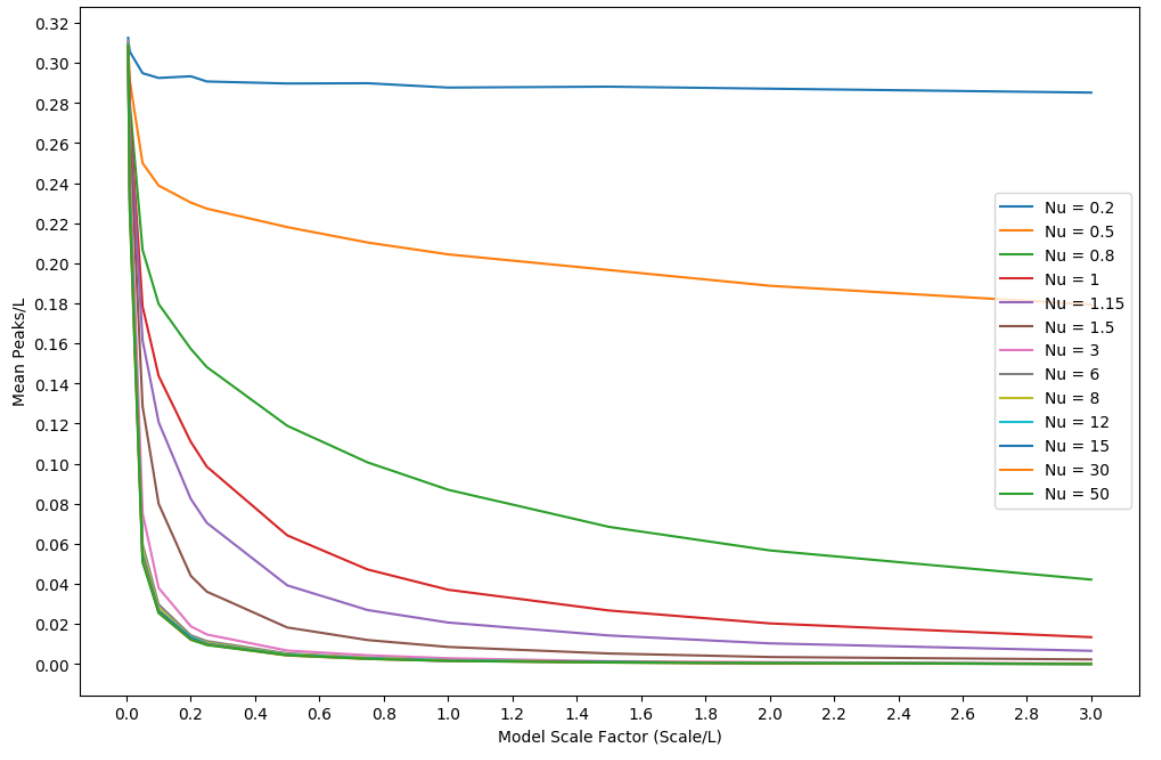 0.32
0.30
0.28
0.26
0.24
0.22
0.20
0.18
0.16
0.14
0.12
0.10
0.08
0.06
0.04
0.02
0.00
Mean Peaks/L
Nu = 0.2
Nu = 0.5
Nu = 0.8
Nu = 1
Nu = 1.15
Nu = 1.5
Nu = 3
Nu = 6
Nu = 8
Nu = 12
Nu = 15
Nu = 30
Nu = 50
0.0 0.2 0.4 0.6 0.8 1.0 1.2 1.4 1.6 1.8 2.0 2.2 2.4 2.6 2.8 3.0
Model Scale Factor (Scale/L)